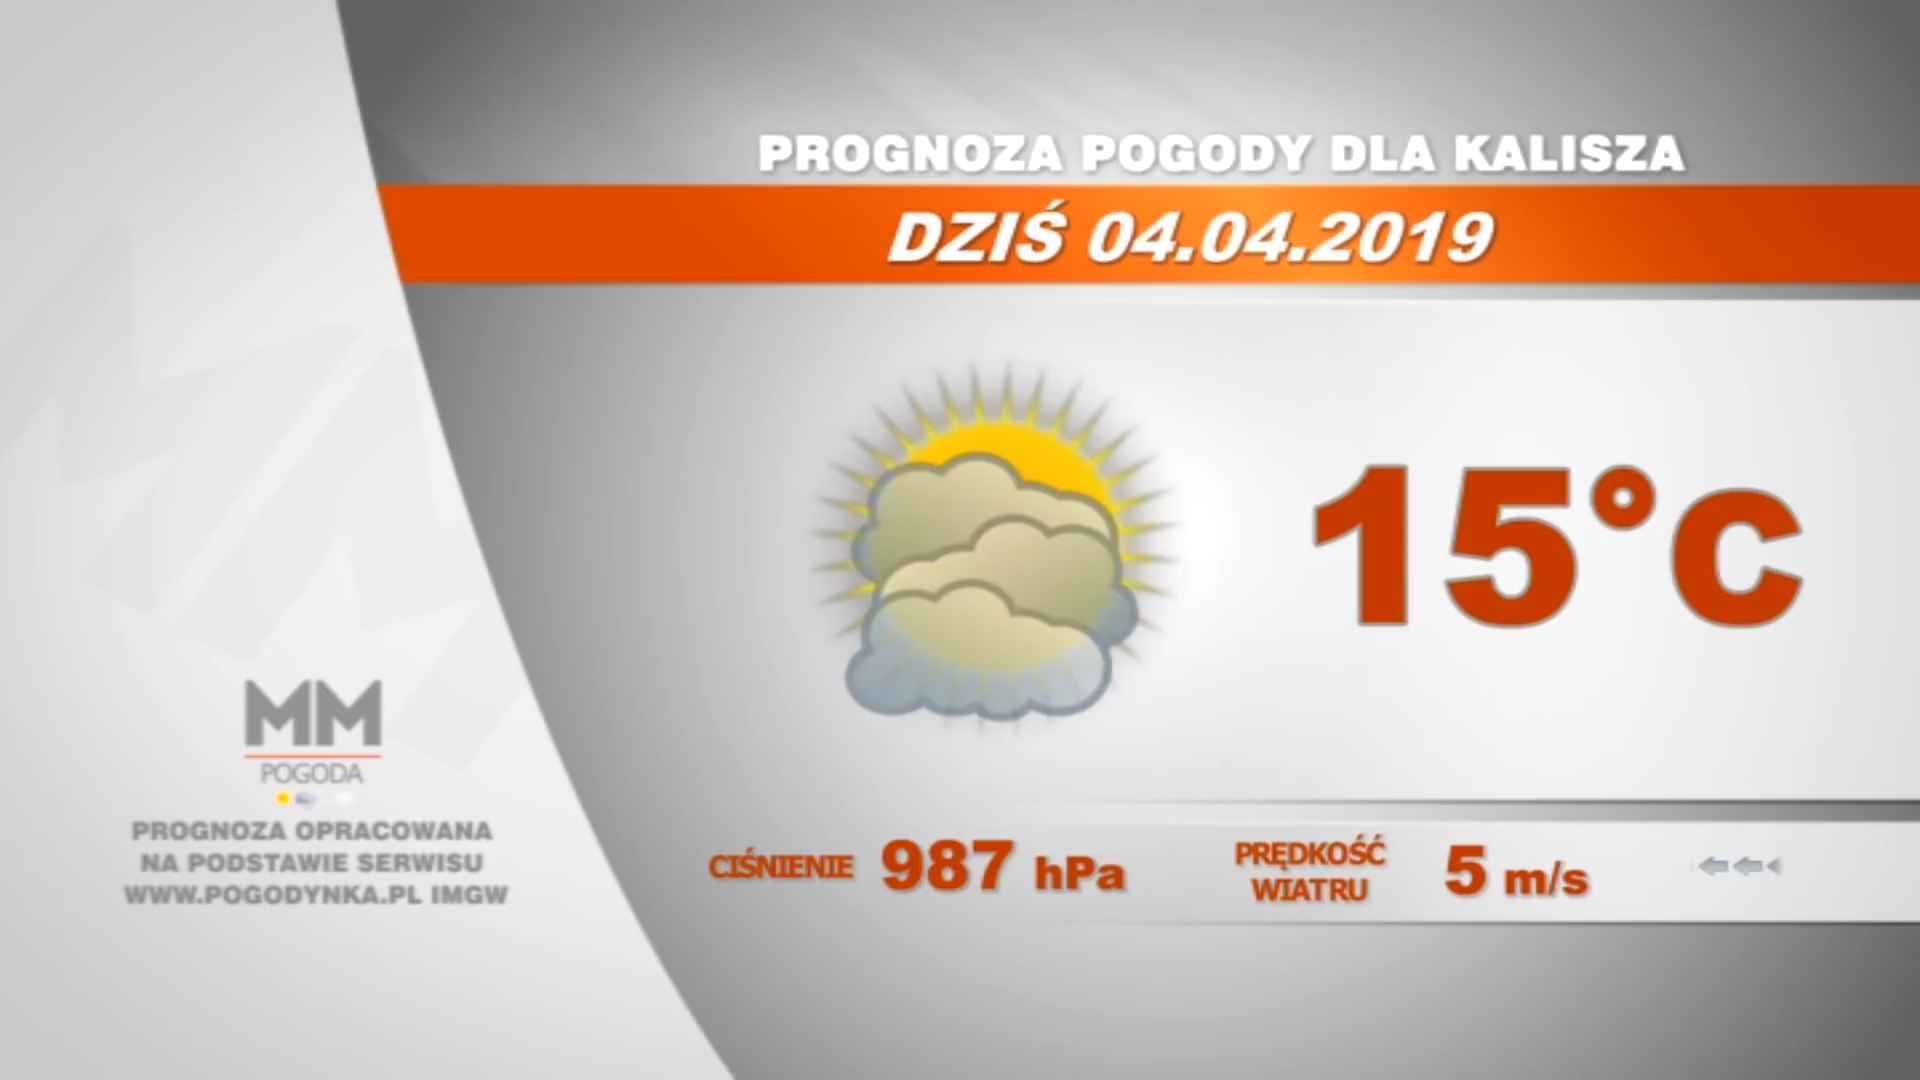 PROGNOZA POGODY DLA KALISZA
DZIŚ 04.04.2019
15°C
CIŚNIENIE 987 hPa
PRĘDKOŚĆ
WIATRU
5 m/s
MM
POGODA
PROGNOZA OPRACOWANA
NA PODSTAWIE SERWISU
WWW.POGODYNKA.PL IMGW